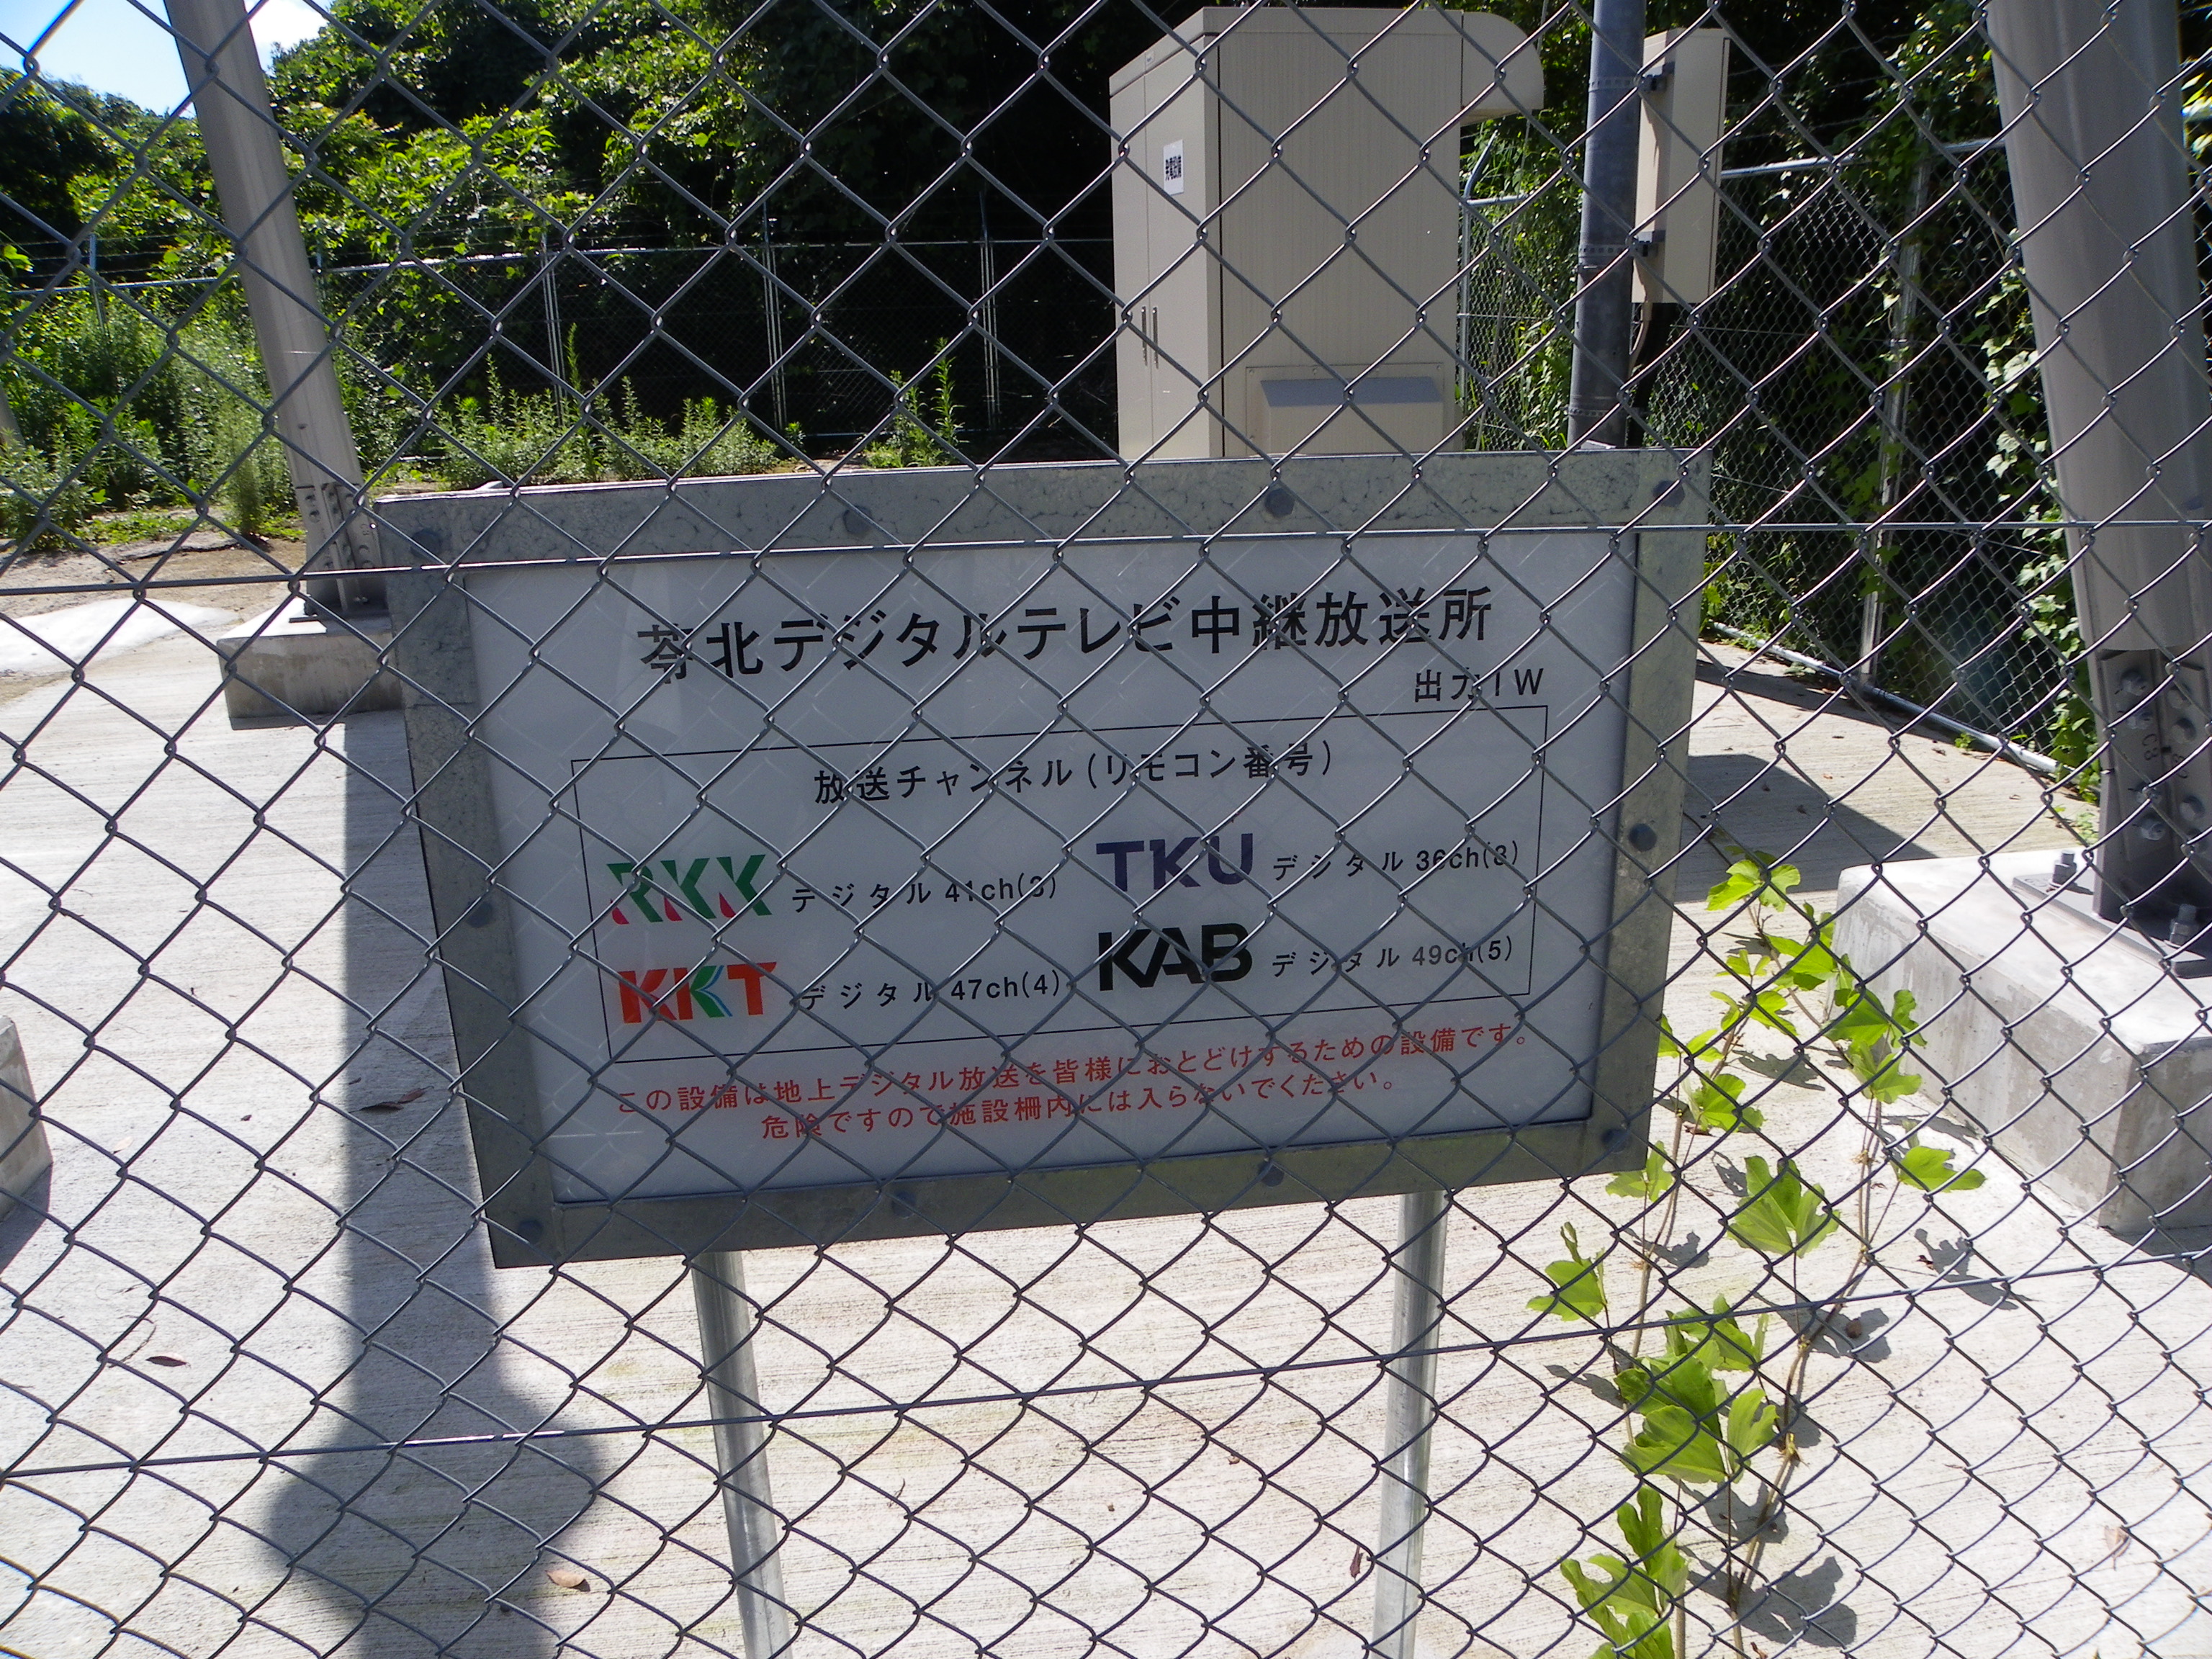 苓北デジタルテレビ中継放送所
出力1W
放送チャンネル(リモコン番号)
RKK デジタル 41ch(3)
TKU デジタル 36ch(8)
KKT デジタル 47ch(4)
KAB デジタル 49ch(5)
この設備は地上デジタル放送を皆様におとどけするための設備です。
危険ですので施設柵内には入らないでください。